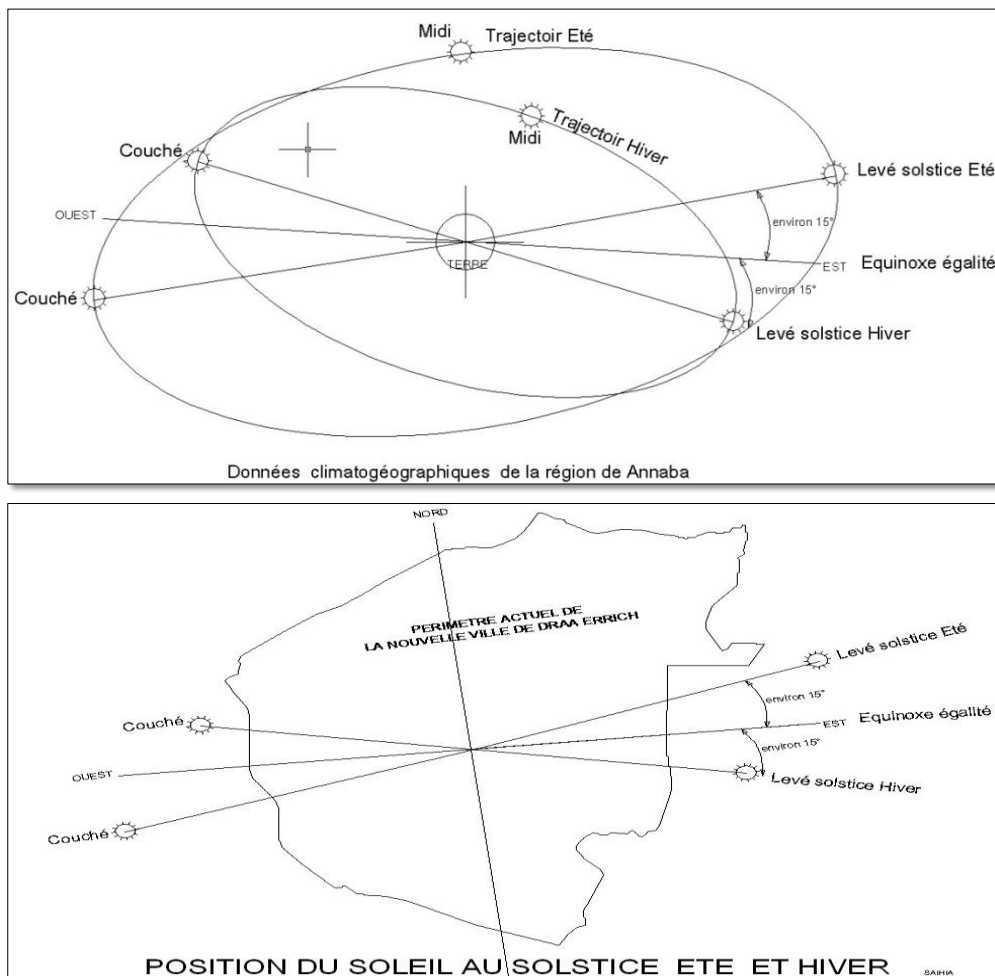 Midi
Trajectoir Eté
Trajectoir Hiver
Midi
Couché
Levé solstice Eté
OUEST
environ 15°
TERRE
EST
Equinoxe égalité
Couché
environ 15°
Levé solstice Hiver
Données climatogéographiques de la région de Annaba
NORD
PERIMETRE ACTUEL DE
LA NOUVELLE VILLE DE DRAA ERRICH
Levé solstice Eté
environ 15°
Couché
EST
Equinoxe égalité
environ 15°
OUEST
Levé solstice Hiver
Couché
POSITION DU SOLEIL AU SOLSTICE ETE ET HIVER
SAIHIA